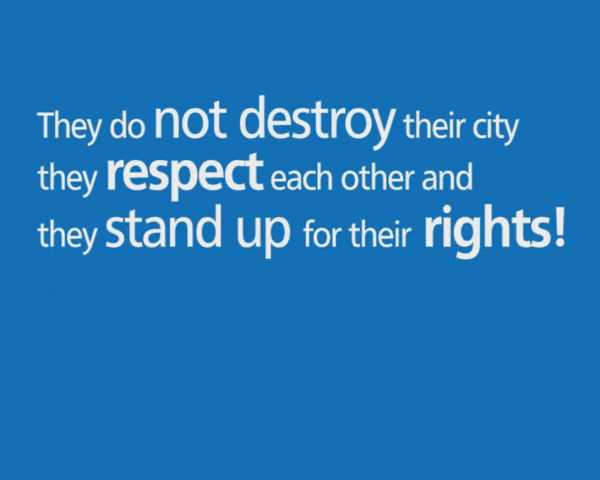 They do not destroy their city
they respect each other and
they stand up for their rights!